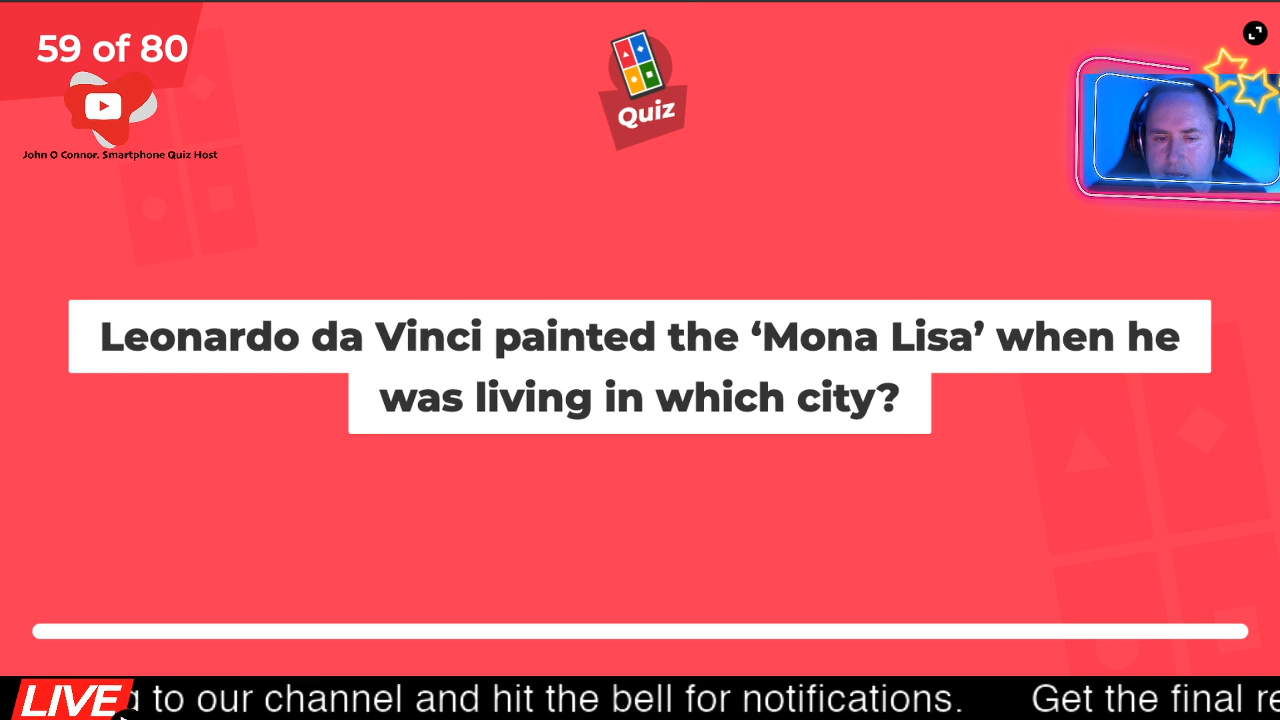 59 of 80
John O Connor. Smartphone Quiz Host
Quiz
Leonardo da Vinci painted the ‘Mona Lisa’ when he
was living in which city?
LIVE
to our channel and hit the bell for notifications. Get the final